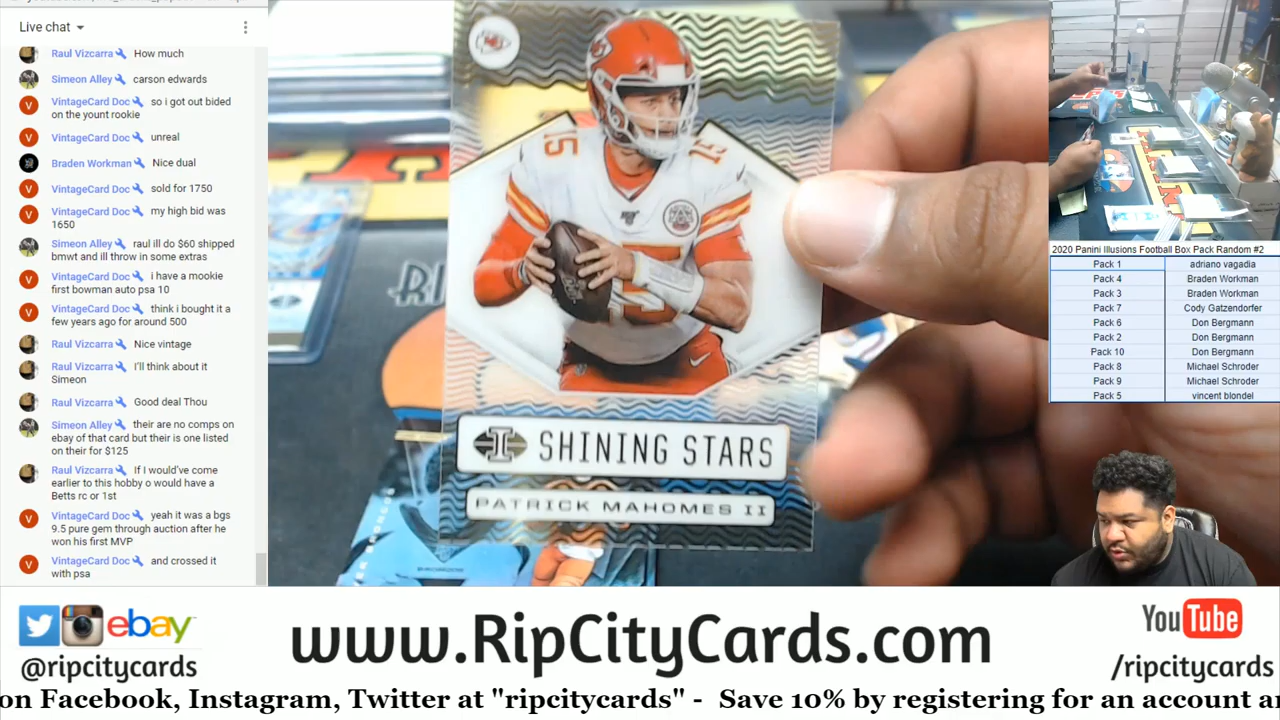 Live chat
Raul Vizcarra How much
Simeon Alley carson edwards
VintageCard Doc so i got out bided
on the yount rookie
VintageCard Doc unreal
Braden Workman Nice dual
VintageCard Doc sold for 1750
VintageCard Doc my high bid was
1650
Simeon Alley raul ill do $60 shipped
bmwt and ill throw in some extras
VintageCard Doc i have a mookie
first bowman auto psa 10
VintageCard Doc think i bought it a
few years ago for around 500
Raul Vizcarra Nice vintage
Raul Vizcarra I'll think about it
Simeon
Raul Vizcarra Good deal Thou
Simeon Alley their are no comps on
ebay of that card but their is one listed
on their for $125
Raul Vizcarra If I would've come
earlier to this hobby o would have a
Betts rc or 1st
VintageCard Doc yeah it was a bgs
9.5 pure gem through auction after he
won his first MVP
VintageCard Doc and crossed it
with psa
15 15
15
SHINING STARS
PATRICK MAHOMES II
2020 Panini Illusions Football Box Pack Random #2
Pack 1 adriano vagadia
Pack 4 Braden Workman
Pack 3 Braden Workman
Pack 7 Cody Gatzendorfer
Pack 6 Don Bergmann
Pack 2 Don Bergmann
Pack 10 Don Bergmann
Pack 8 Michael Schroder
Pack 9 Michael Schroder
Pack 5 vincent blondel
ebay
@ripcitycards
www.RipCityCards.com
YouTube
/ripcitycards
on Facebook, Instagram, Twitter at "ripcitycards" - Save 10% by registering for an account